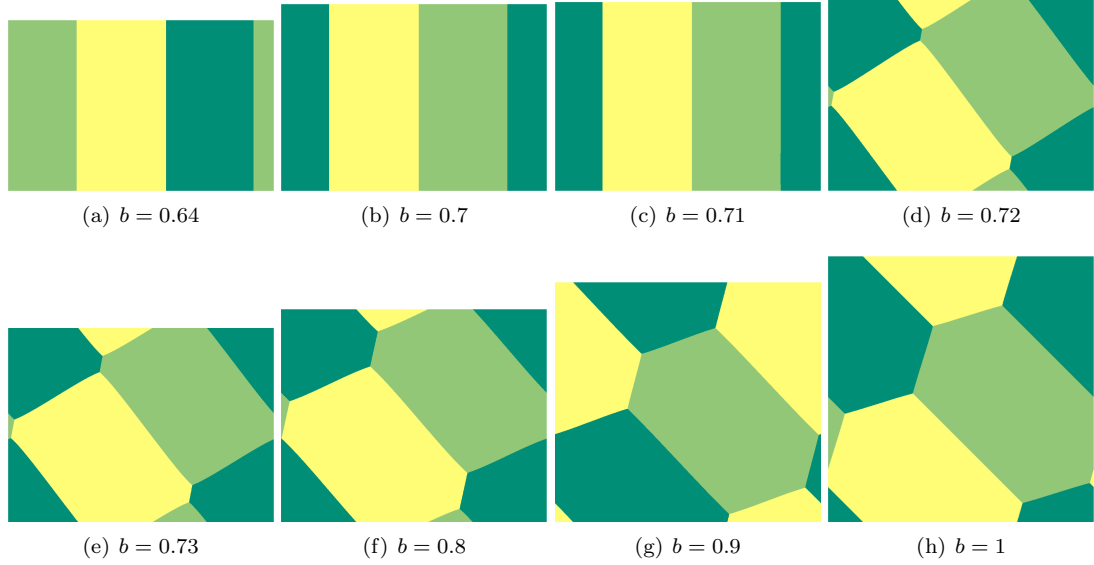 (a) b = 0.64
(b) b = 0.7
(c) b = 0.71
(d) b = 0.72
(e) b = 0.73
(f) b = 0.8
(g) b = 0.9
(h) b = 1